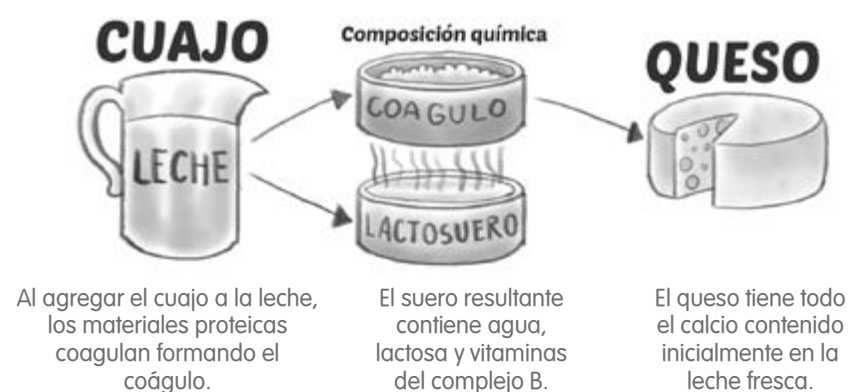 CUAJO
LECHE
Al agregar el cuajo a la leche,
los materiales proteicas
coagulan formando el
coágulo.
Composición química
COAGULO
LACTOSUERO
El suero resultante
contiene agua,
lactosa y vitaminas
del complejo B.
QUESO
El queso tiene todo
el calcio contenido
inicialmente en la
leche fresca.